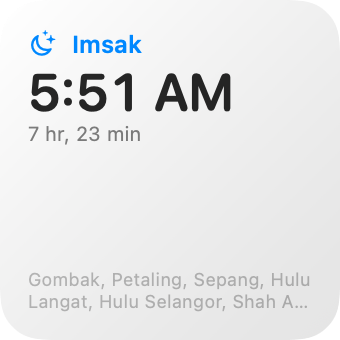 Imsak
5:51 AM
7 hr, 23 min
Gombak, Petaling, Sepang, Hulu
Langat, Hulu Selangor, Shah A...